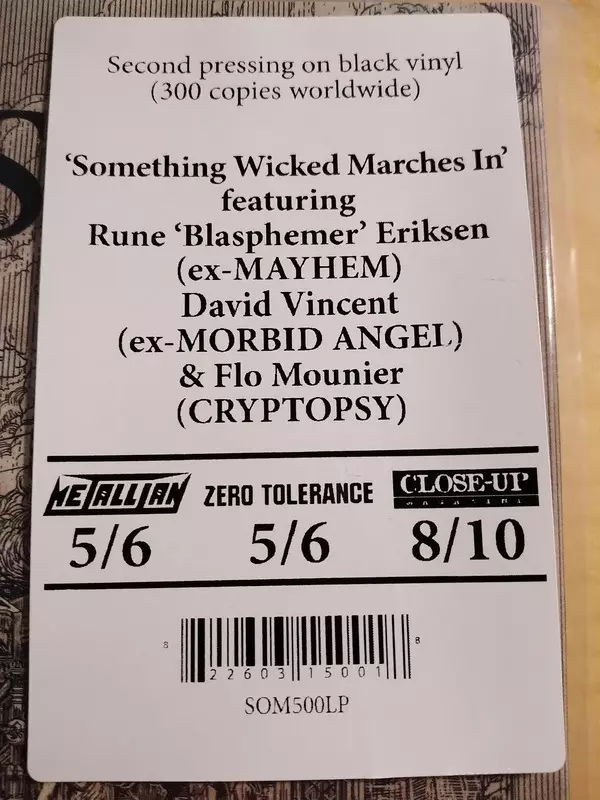 Second pressing on black vinyl
(300 copies worldwide)
'Something Wicked Marches In'
featuring
Rune 'Blasphemer' Eriksen
(ex-MAYHEM)
David Vincent
(ex-MORBID ANGEL)
& Flo Mounier
(CRYPTOPSY)
METALLIAN ZERO TOLERANCE CLOSE-UP
MAGAZINE
5/6 5/6 8/10
8 22603 15001 8
SOM500LP
S